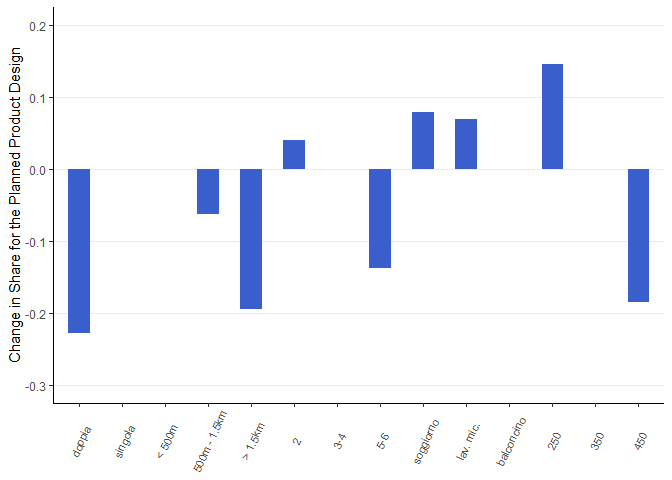 Change in Share for the Planned Product Design
0.2
0.1
0.0
-0.1
-0.2
-0.3
doppia
singola
< 500m
500m - 1.5km
> 1.5km
2
3-4
5-6
soggiorno
lav. mic.
balconcino
250
350
450